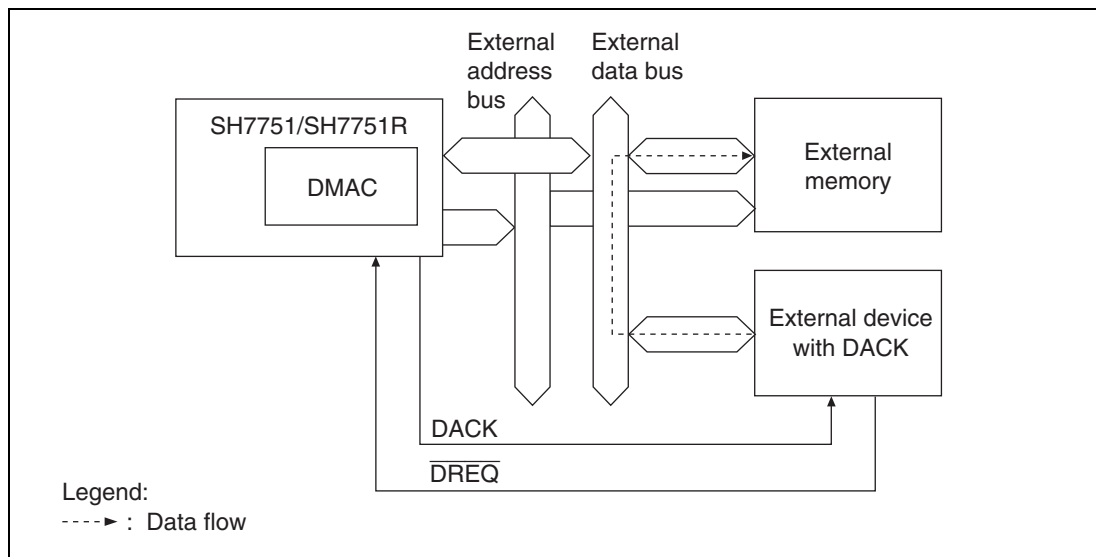 External
address
bus
External
data bus
SH7751/SH7751R
DMAC
External
memory
External device
with DACK
DACK
DREQ
Legend:
: Data flow